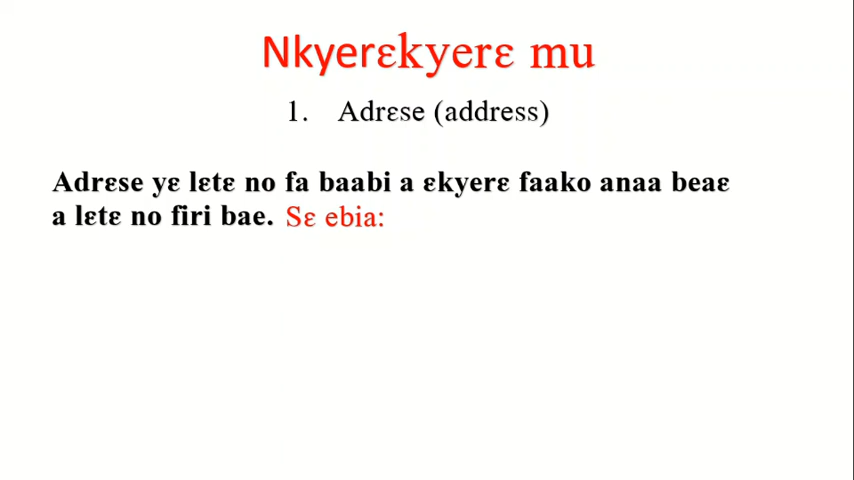 Nkyerɛkyerɛ mu
1. Adrɛse (address)
Adrɛse yɛ lɛtɛ no fa baabi a ɛkyerɛ faako anaa beaɛ
a lɛtɛ no firi bae. Sɛ ebia: